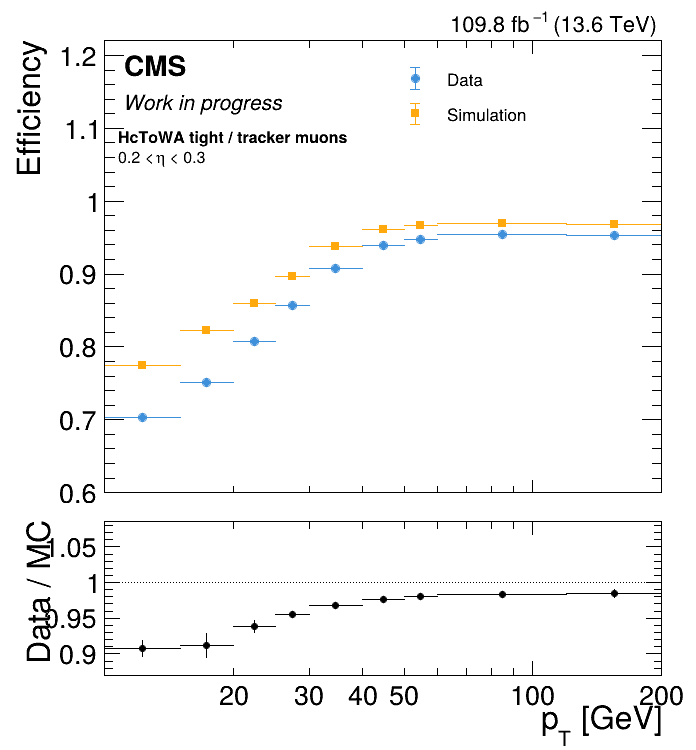 109.8 fb⁻¹ (13.6 TeV)
Efficiency
CMS
Work in progress
HcToWA tight / tracker muons
0.2 < η < 0.3
Data
Simulation
1.2
1.1
1
0.9
0.8
0.7
0.6
Data / MC
1.05
1
0.95
0.9
20 30 40 50 100 200
p_T [GeV]